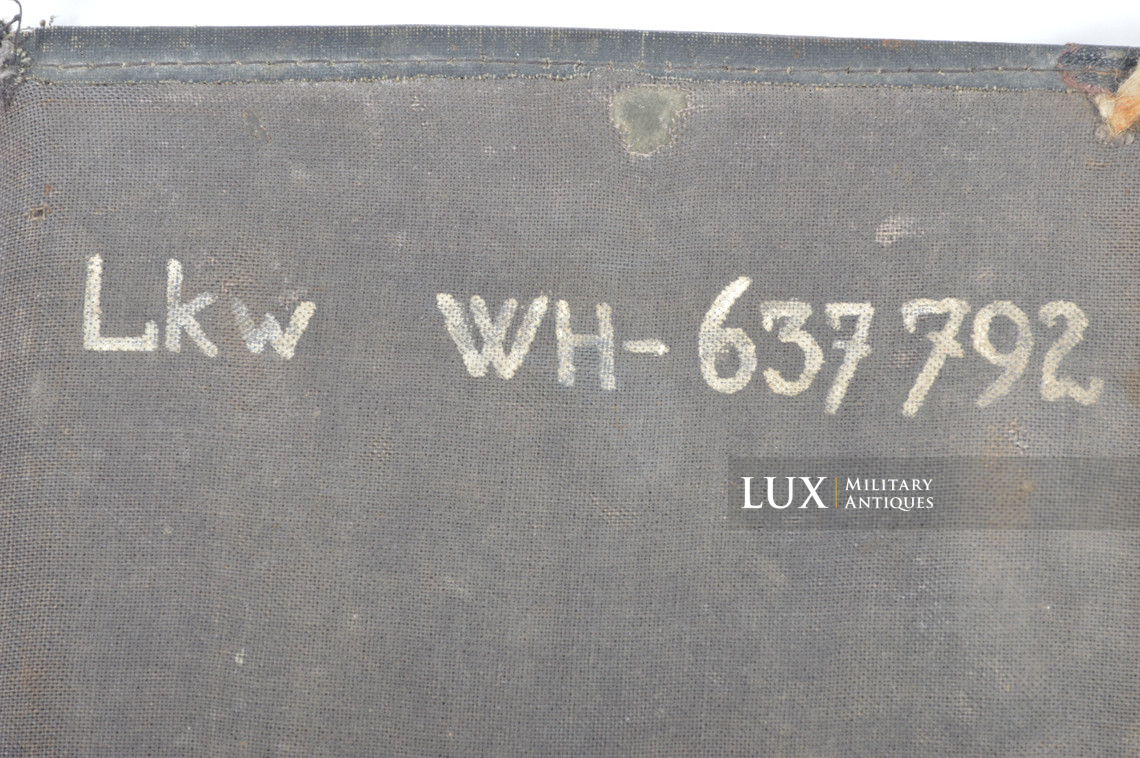 Lkw WH-637792
LUX MILITARY
ANTIQUES